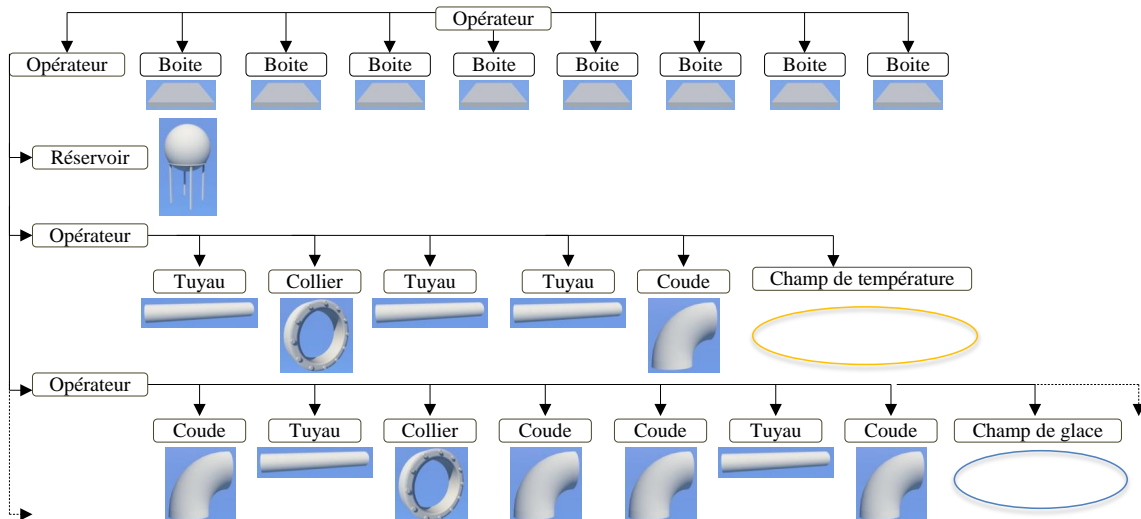 Opérateur
Opérateur Boite Boite Boite Boite Boite Boite Boite Boite
Réservoir
Opérateur
Tuyau Collier Tuyau Tuyau Coude Champ de température
Opérateur
Coude Tuyau Collier Coude Coude Tuyau Coude Champ de glace